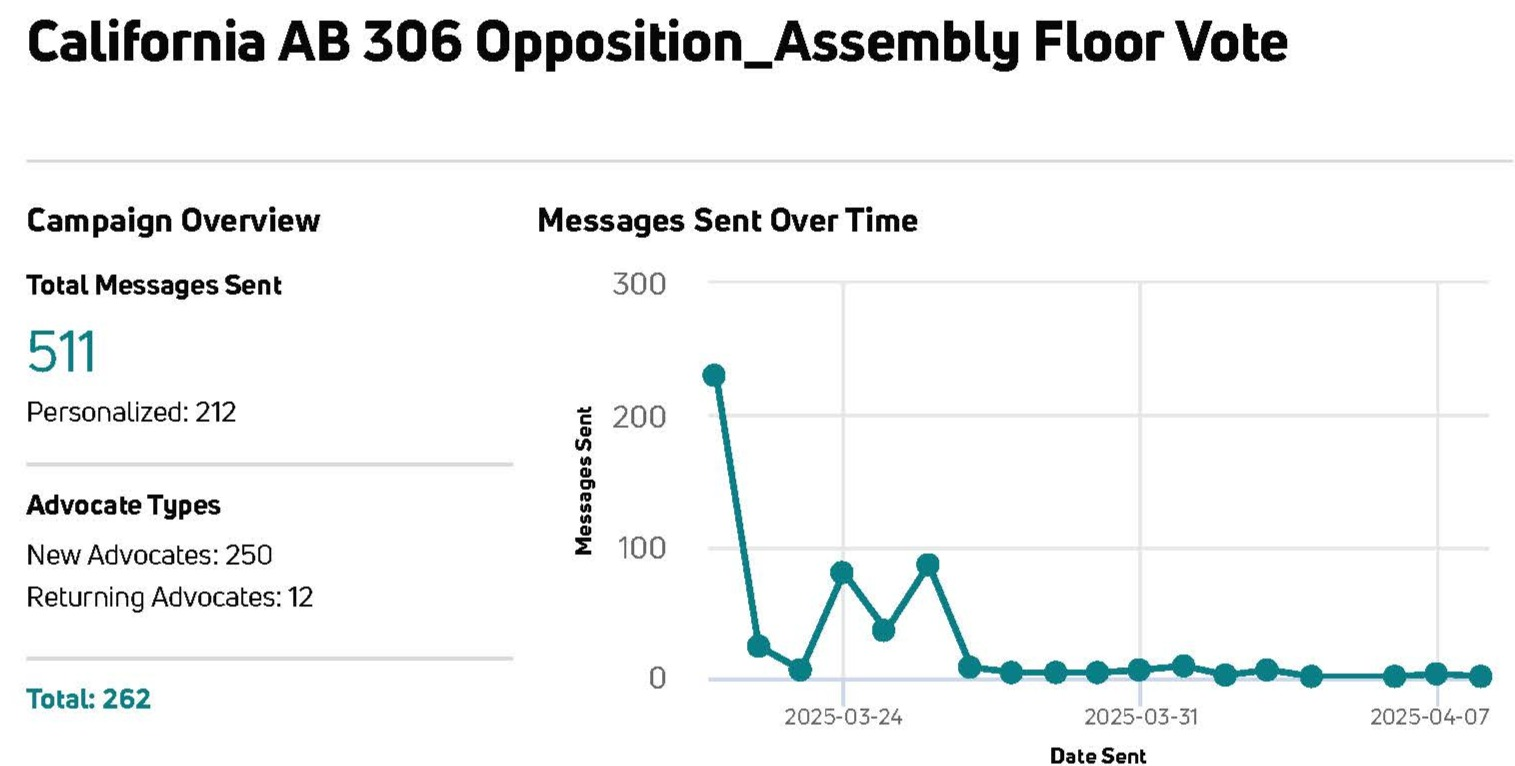 California AB 306 Opposition_Assembly Floor Vote
Campaign Overview
Total Messages Sent
511
Personalized: 212
Advocate Types
New Advocates: 250
Returning Advocates: 12
Total: 262
Messages Sent Over Time
300
200
100
0
Messages Sent
2025-03-24
2025-03-31
2025-04-07
Date Sent